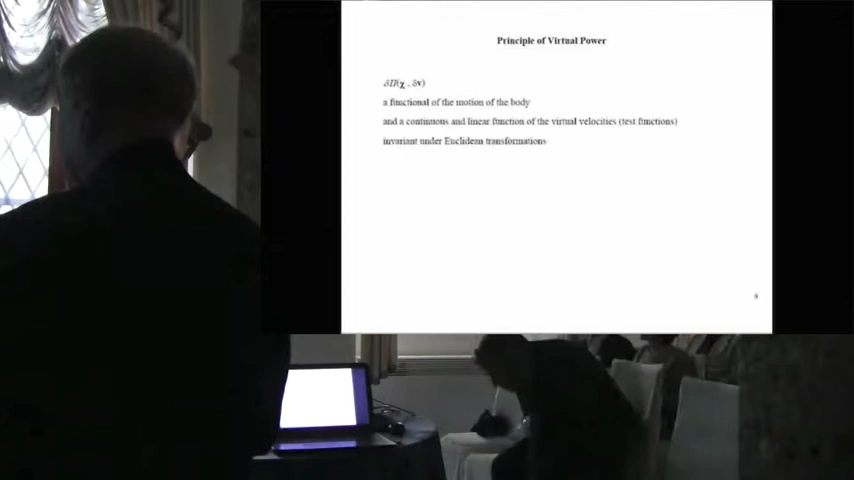 Principle of Virtual Power
δΠ(χ , δv)
a functional of the motion of the body
and a continuous and linear function of the virtual velocities (test functions)
invariant under Euclidean transformations
9